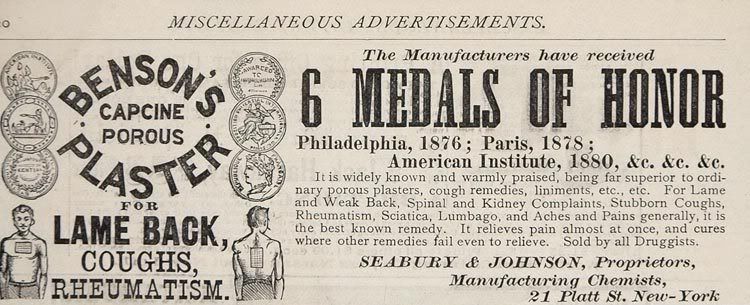 MISCELLANEOUS ADVERTISEMENTS.
BENSON'S
CAPCINE
POROUS
PLASTER
FOR
LAME BACK,
COUGHS,
RHEUMATISM.
The Manufacturers have received
6 MEDALS OF HONOR
Philadelphia, 1876; Paris, 1878;
American Institute, 1880, &c. &c. &c.
It is widely known and warmly praised, being far superior to ordi-
nary porous plasters, cough remedies, liniments, etc., etc. For Lame
and Weak Back, Spinal and Kidney Complaints, Stubborn Coughs,
Rheumatism, Sciatica, Lumbago, and Aches and Pains generally, it is
the best known remedy. It relieves pain almost at once, and cures
where other remedies fail even to relieve. Sold by all Druggists.
SEABURY & JOHNSON, Proprietors,
Manufacturing Chemists,
21 Platt St. New-York